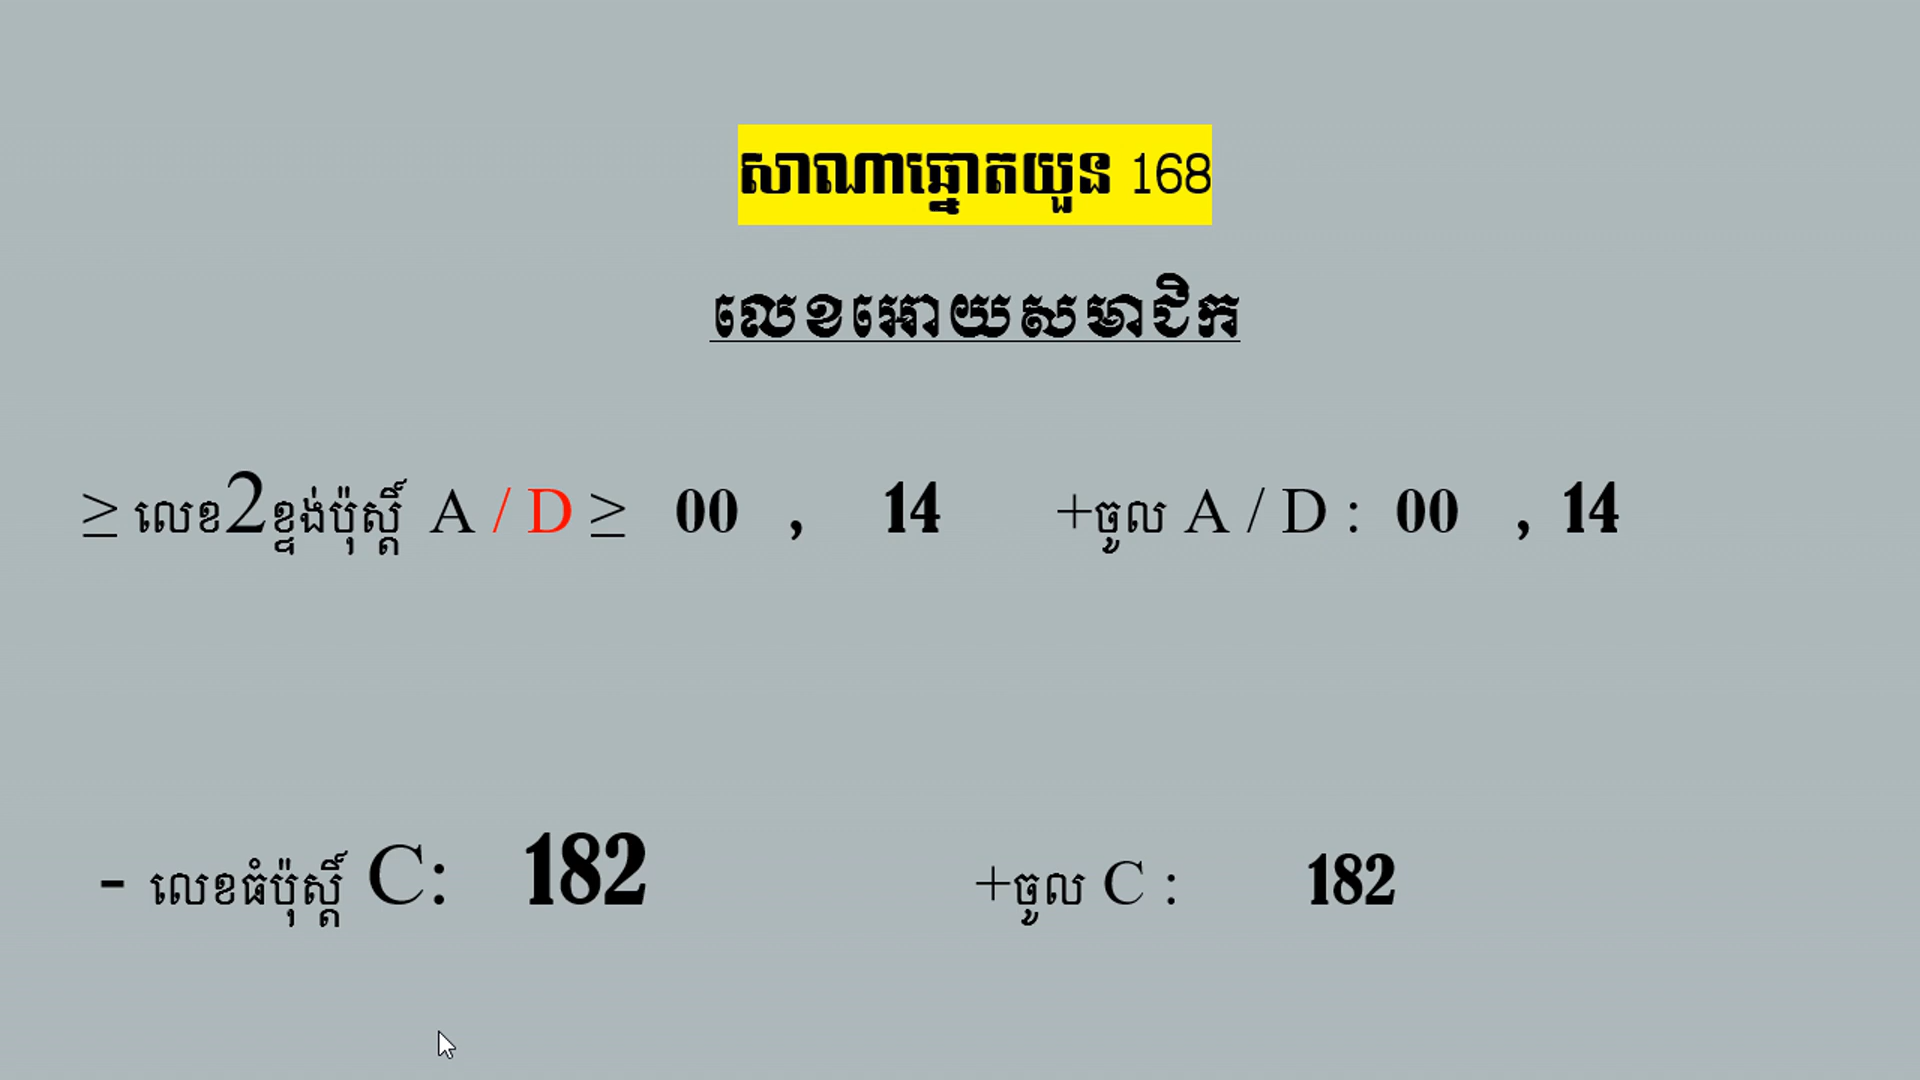 សាណាឆ្នោតយួន 168
លេខអោយសមាជិក
≥ លេខ2ខ្ទង់ប៉ុស្តិ៍ A / D ≥ 00 , 14 +ចូល A / D : 00 , 14
- លេខធំប៉ុស្តិ៍ C: 182 +ចូល C : 182